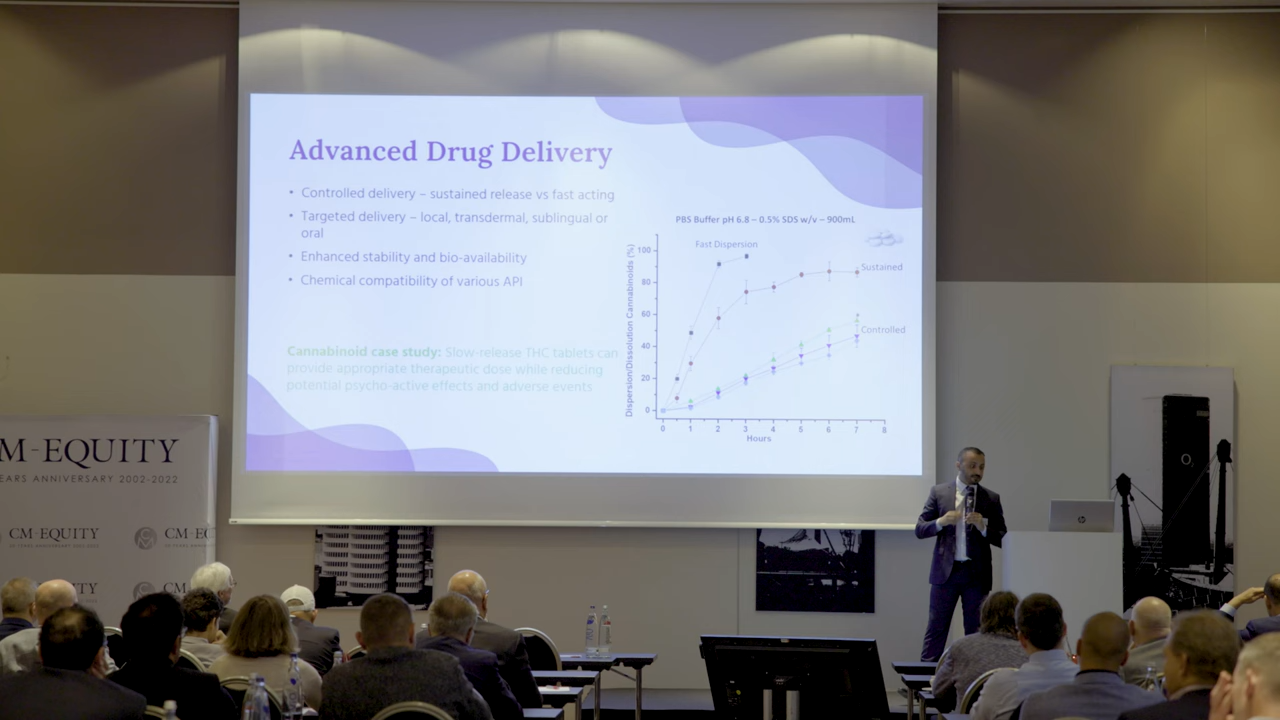 Advanced Drug Delivery
• Controlled delivery – sustained release vs fast acting
• Targeted delivery – local, transdermal, sublingual or
oral
• Enhanced stability and bio-availability
• Chemical compatibility of various API
Cannabinoid case study: Slow-release THC tablets can
provide appropriate therapeutic dose while reducing
potential psycho-active effects and adverse events
PBS Buffer pH 6.8 – 0.5% SDS w/v – 900mL
Fast Dispersion
Sustained
Controlled
Dispersion/Dissolution Cannabinoids (%)
100
80
60
40
20
0
0 1 2 3 4 5 6 7 8
Hours
M-EQUITY
EARS ANNIVERSARY 2002-2022
CM-EQUITY
CM-EC
ITY
hp